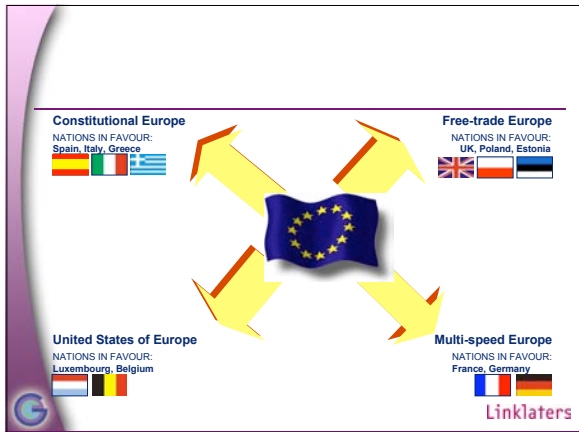 Constitutional Europe
NATIONS IN FAVOUR:
Spain, Italy, Greece
Free-trade Europe
NATIONS IN FAVOUR:
UK, Poland, Estonia
United States of Europe
NATIONS IN FAVOUR:
Luxembourg, Belgium
Multi-speed Europe
NATIONS IN FAVOUR:
France, Germany
G
Linklaters